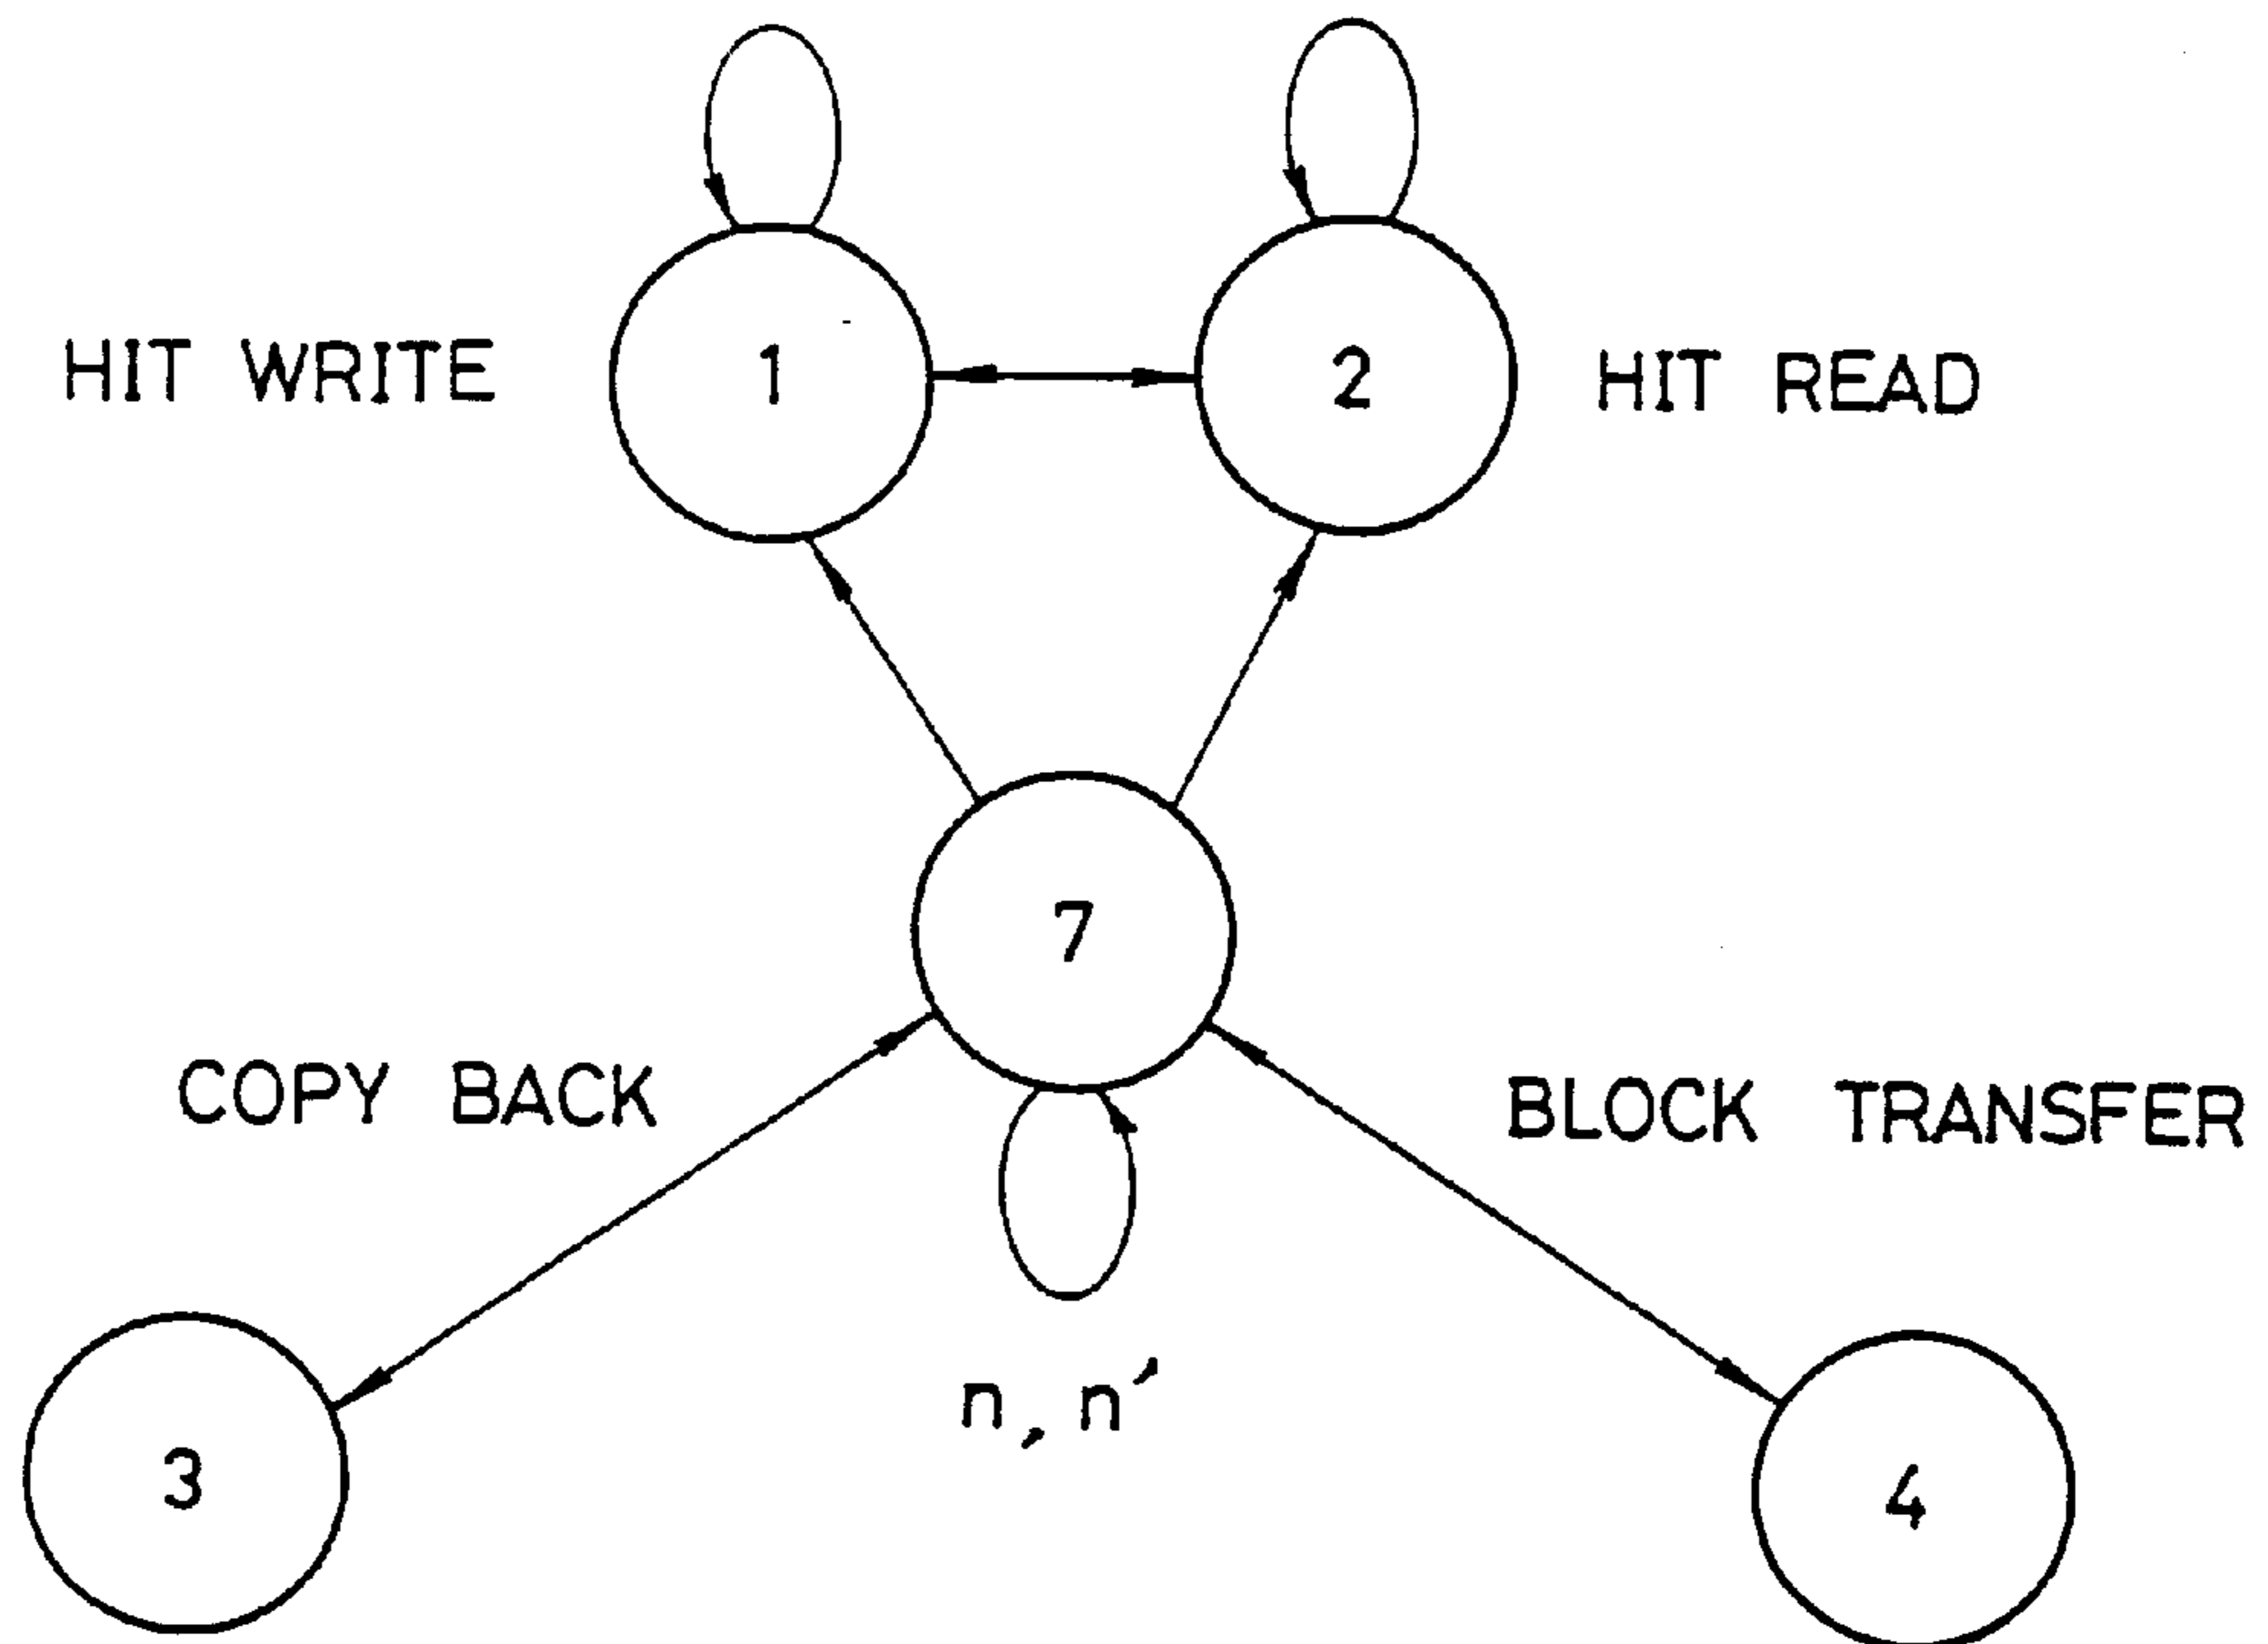 HIT WRITE
1
2
HIT READ
7
COPY BACK
BLOCK TRANSFER
n, n′
3
4